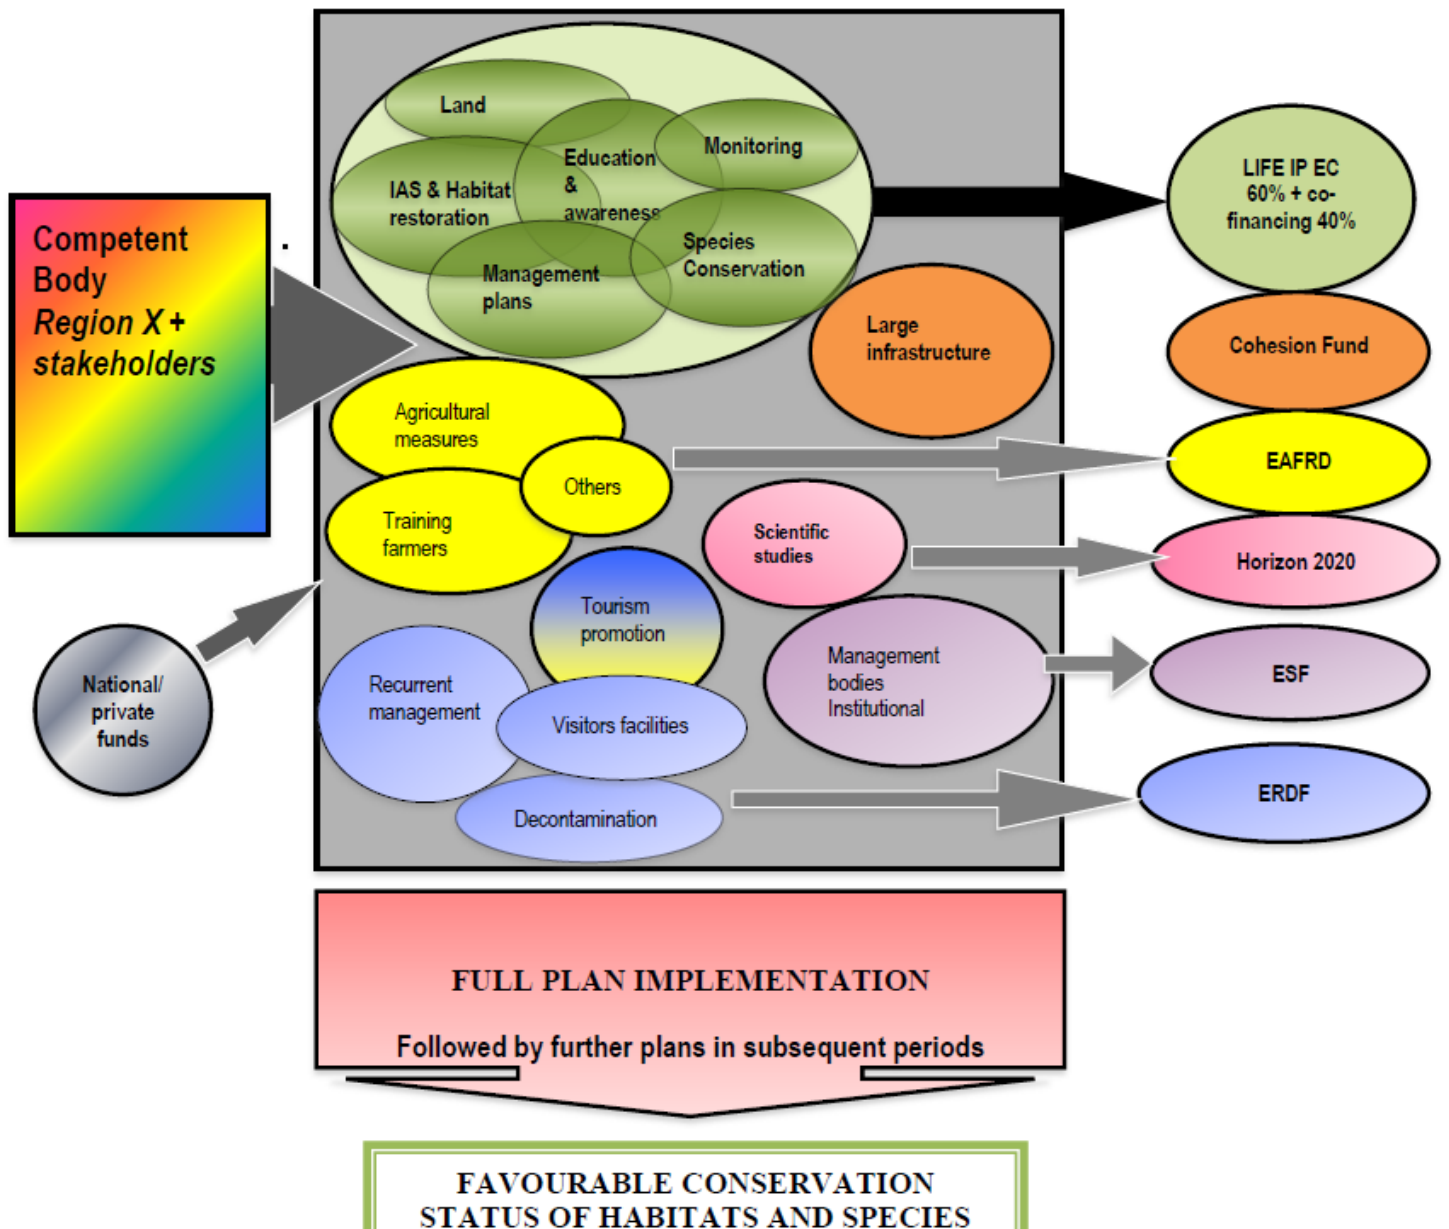 Competent
Body
Region X +
stakeholders
.
National/
private
funds
Land
Education
&
awareness
Monitoring
IAS & Habitat
restoration
Species
Conservation
Management
plans
Large
infrastructure
Agricultural
measures
Others
Training
farmers
Scientific
studies
Tourism
promotion
Recurrent
management
Visitors facilities
Management
bodies
Institutional
Decontamination
LIFE IP EC
60% + co-
financing 40%
Cohesion Fund
EAFRD
Horizon 2020
ESF
ERDF
FULL PLAN IMPLEMENTATION
Followed by further plans in subsequent periods
FAVOURABLE CONSERVATION
STATUS OF HABITATS AND SPECIES